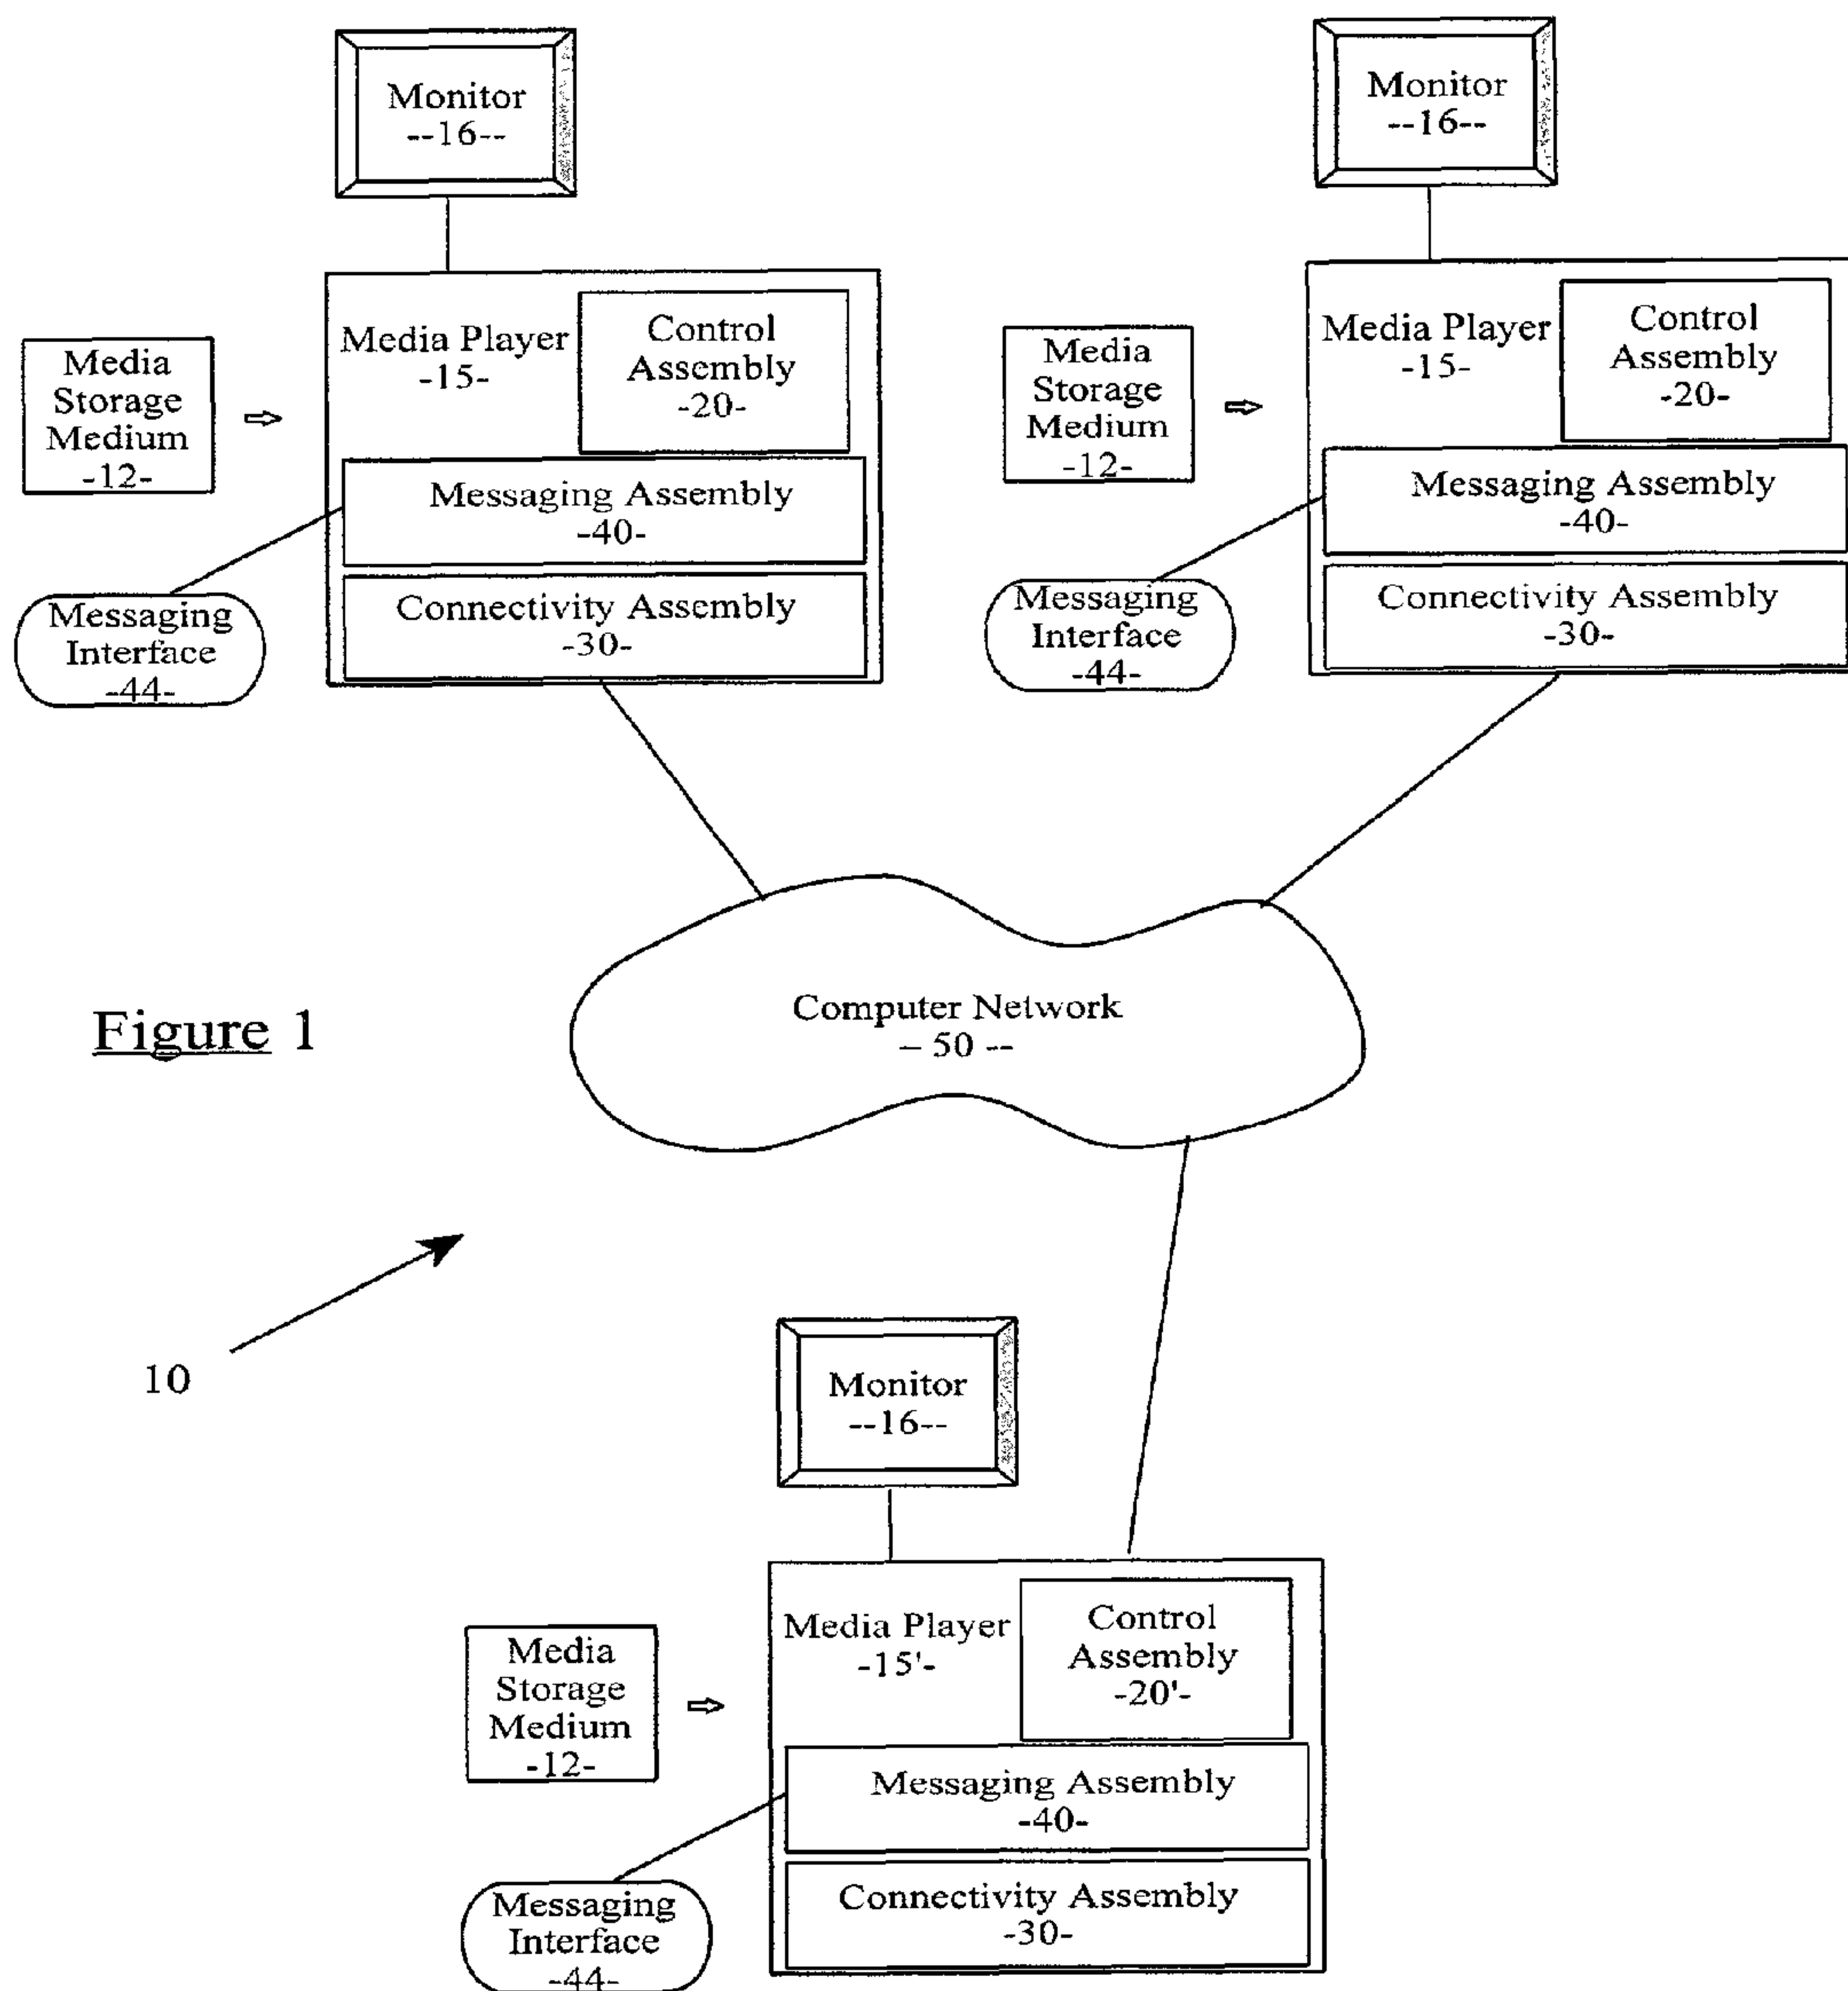 Monitor
--16--
Monitor
--16--
Media Player
-15-
Control
Assembly
-20-
Media
Storage
Medium
-12-
Messaging Assembly
-40-
Messaging
Interface
-44-
Connectivity Assembly
-30-
Media Player
-15-
Control
Assembly
-20-
Media
Storage
Medium
-12-
Messaging Assembly
-40-
Messaging
Interface
-44-
Connectivity Assembly
-30-
Computer Network
– 50 --
Figure 1
10
Monitor
--16--
Media Player
-15'-
Control
Assembly
-20'-
Media
Storage
Medium
-12-
Messaging Assembly
-40-
Messaging
Interface
-44-
Connectivity Assembly
-30-